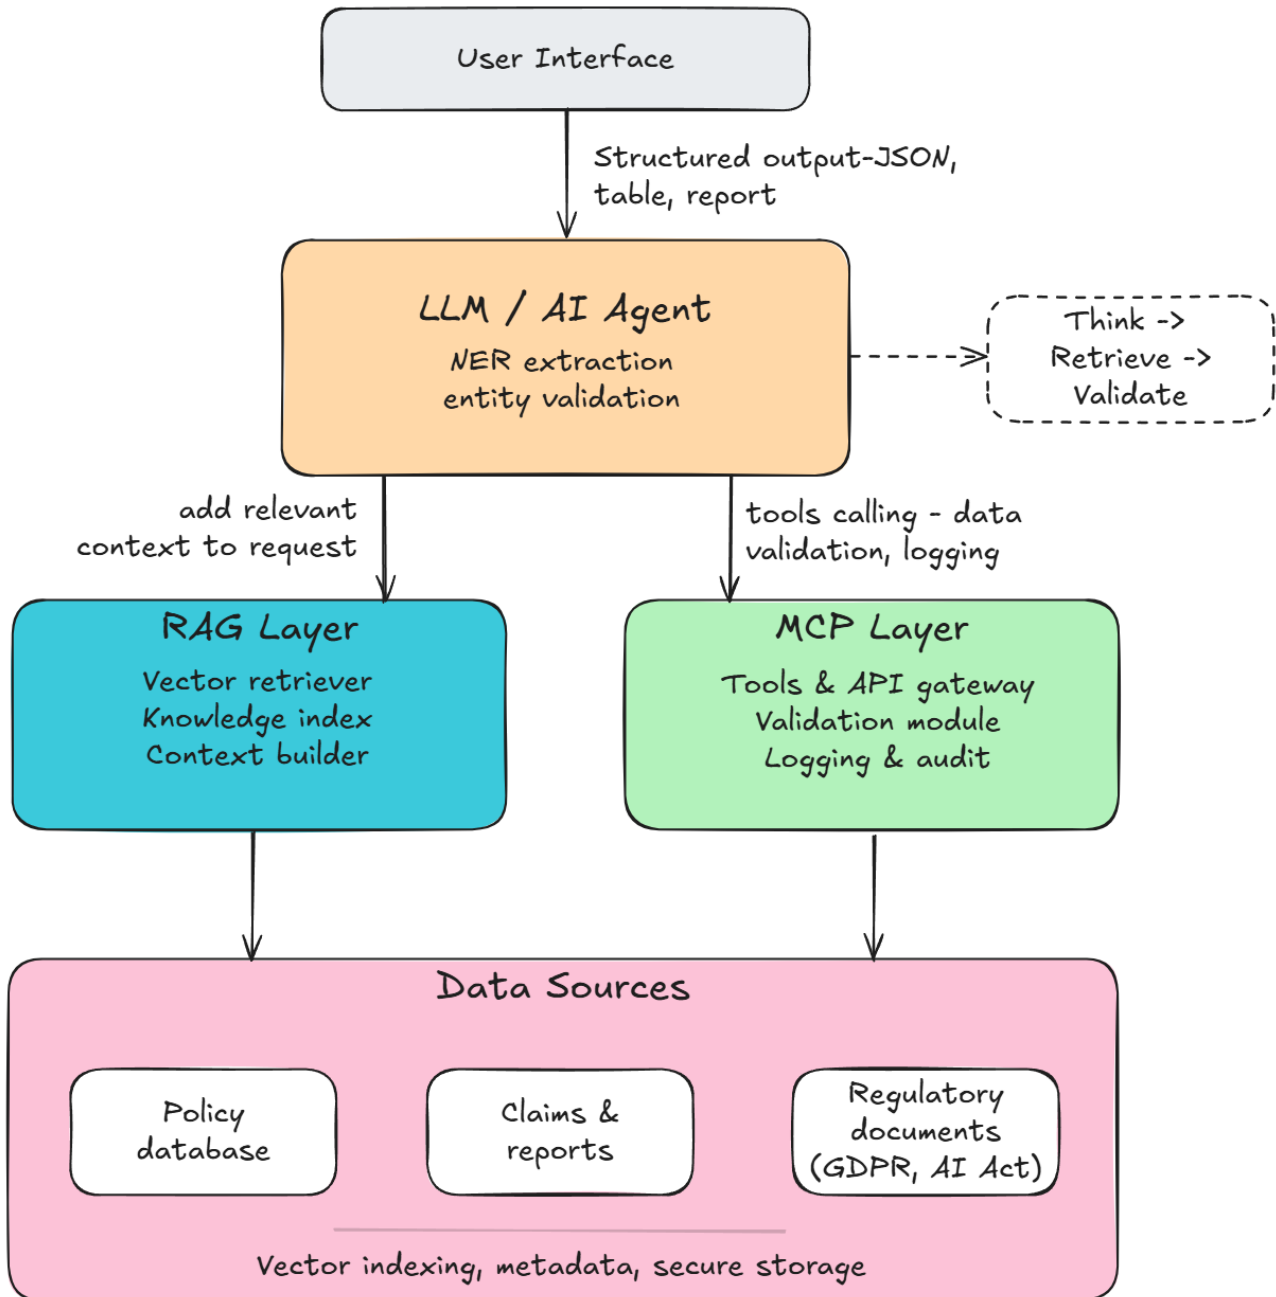 User Interface
Structured output-JSON,
table, report
LLM / AI Agent
NER extraction
entity validation
Think ->
Retrieve ->
Validate
add relevant
context to request
tools calling - data
validation, logging
RAG Layer
Vector retriever
Knowledge index
Context builder
MCP Layer
Tools & API gateway
Validation module
Logging & audit
Data Sources
Policy
database
Claims &
reports
Regulatory
documents
(GDPR, AI Act)
Vector indexing, metadata, secure storage